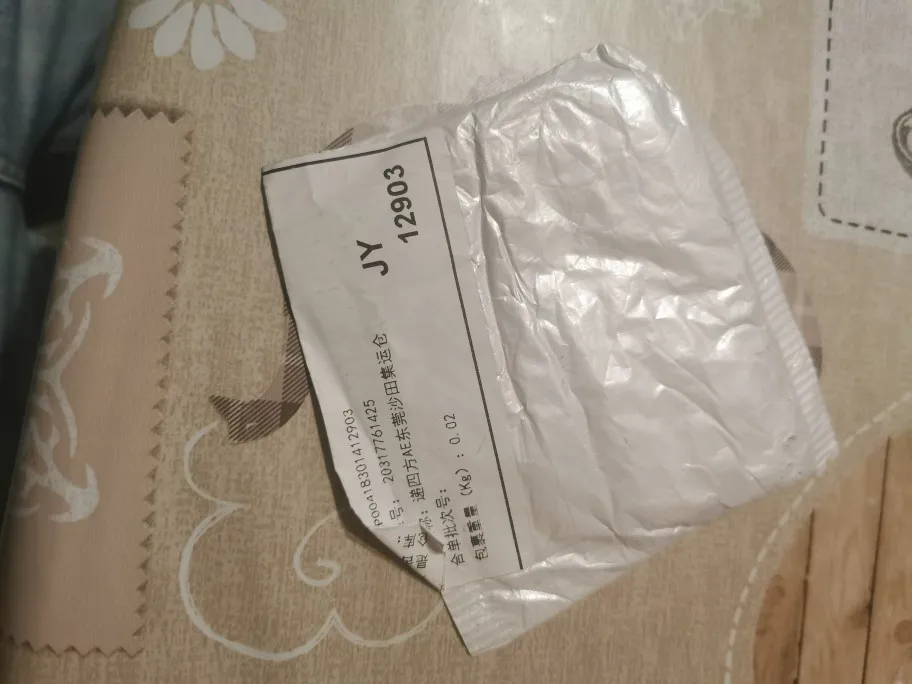 JY
12903
P00418301412903
号: 20317761425
递四方AE东莞沙田集运仓
合单批次号:
包裹重量 (Kg): 0.02